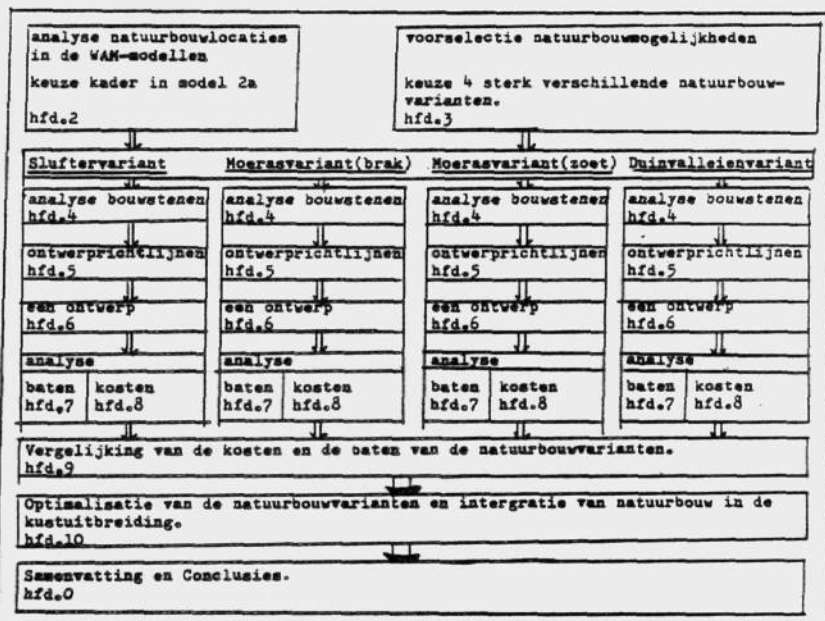 analyse natuurbouwlocaties
in de WAM-modellen
keuze kader in model 2a
hfd.2
voorselectie natuurbouwmogelijkheden
keuze 4 sterk verschillende natuurbouw-
varianten.
hfd.3
Sluftervariant Moerasvariant(brak) Moerasvariant(zoet) Duinvalleienvariant
analyse bouwstenen
hfd.4
ontwerprichtlijnen
hfd.5
een ontwerp
hfd.6
analyse
baten kosten
hfd.7 hfd.8
analyse bouwstenen
hfd.4
ontwerprichtlijnen
hfd.5
een ontwerp
hfd.6
analyse
baten kosten
hfd.7 hfd.8
analyse bouwstenen
hfd.4
ontwerprichtlijnen
hfd.5
een ontwerp
hfd.6
analyse
baten kosten
hfd.7 hfd.8
analyse bouwstenen
hfd.4
ontwerprichtlijnen
hfd.5
een ontwerp
hfd.6
analyse
baten kosten
hfd.7 hfd.8
Vergelijking van de kosten en de baten van de natuurbouwvarianten.
hfd.9
Optimalisatie van de natuurbouwvarianten en intergratie van natuurbouw in de
kustuitbreiding.
hfd.10
Samenvatting en Conclusies.
hfd.0